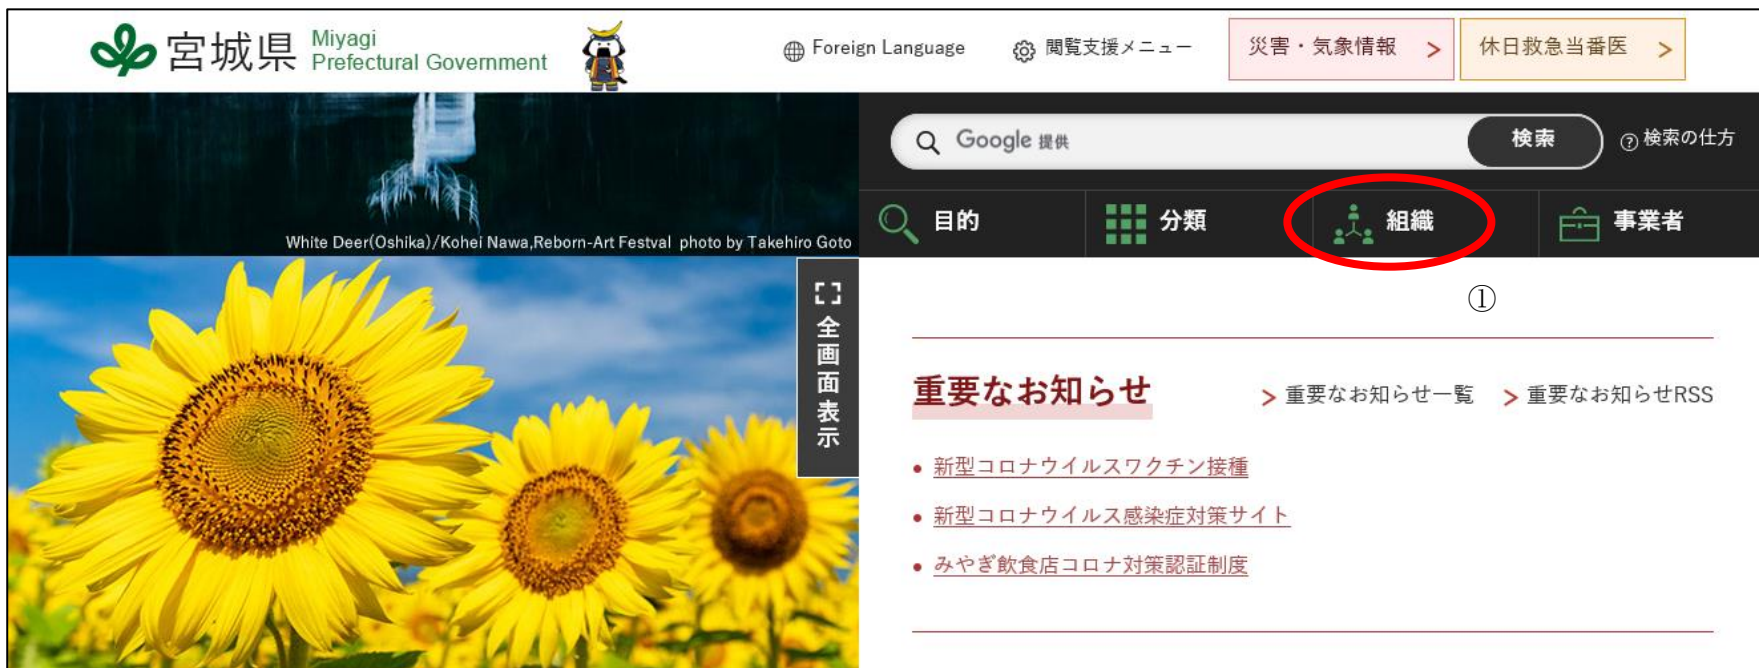 宮城県 Miyagi
Prefectural Government
Foreign Language
閲覧支援メニュー
災害・気象情報 >
休日救急当番医 >
Google 提供
検索
? 検索の仕方
目的
分類
組織
事業者
White Deer(Oshika)/Kohei Nawa,Reborn-Art Festval photo by Takehiro Goto
全画面表示
①
重要なお知らせ
> 重要なお知らせ一覧
> 重要なお知らせRSS
• 新型コロナウイルスワクチン接種
• 新型コロナウイルス感染症対策サイト
• みやぎ飲食店コロナ対策認証制度